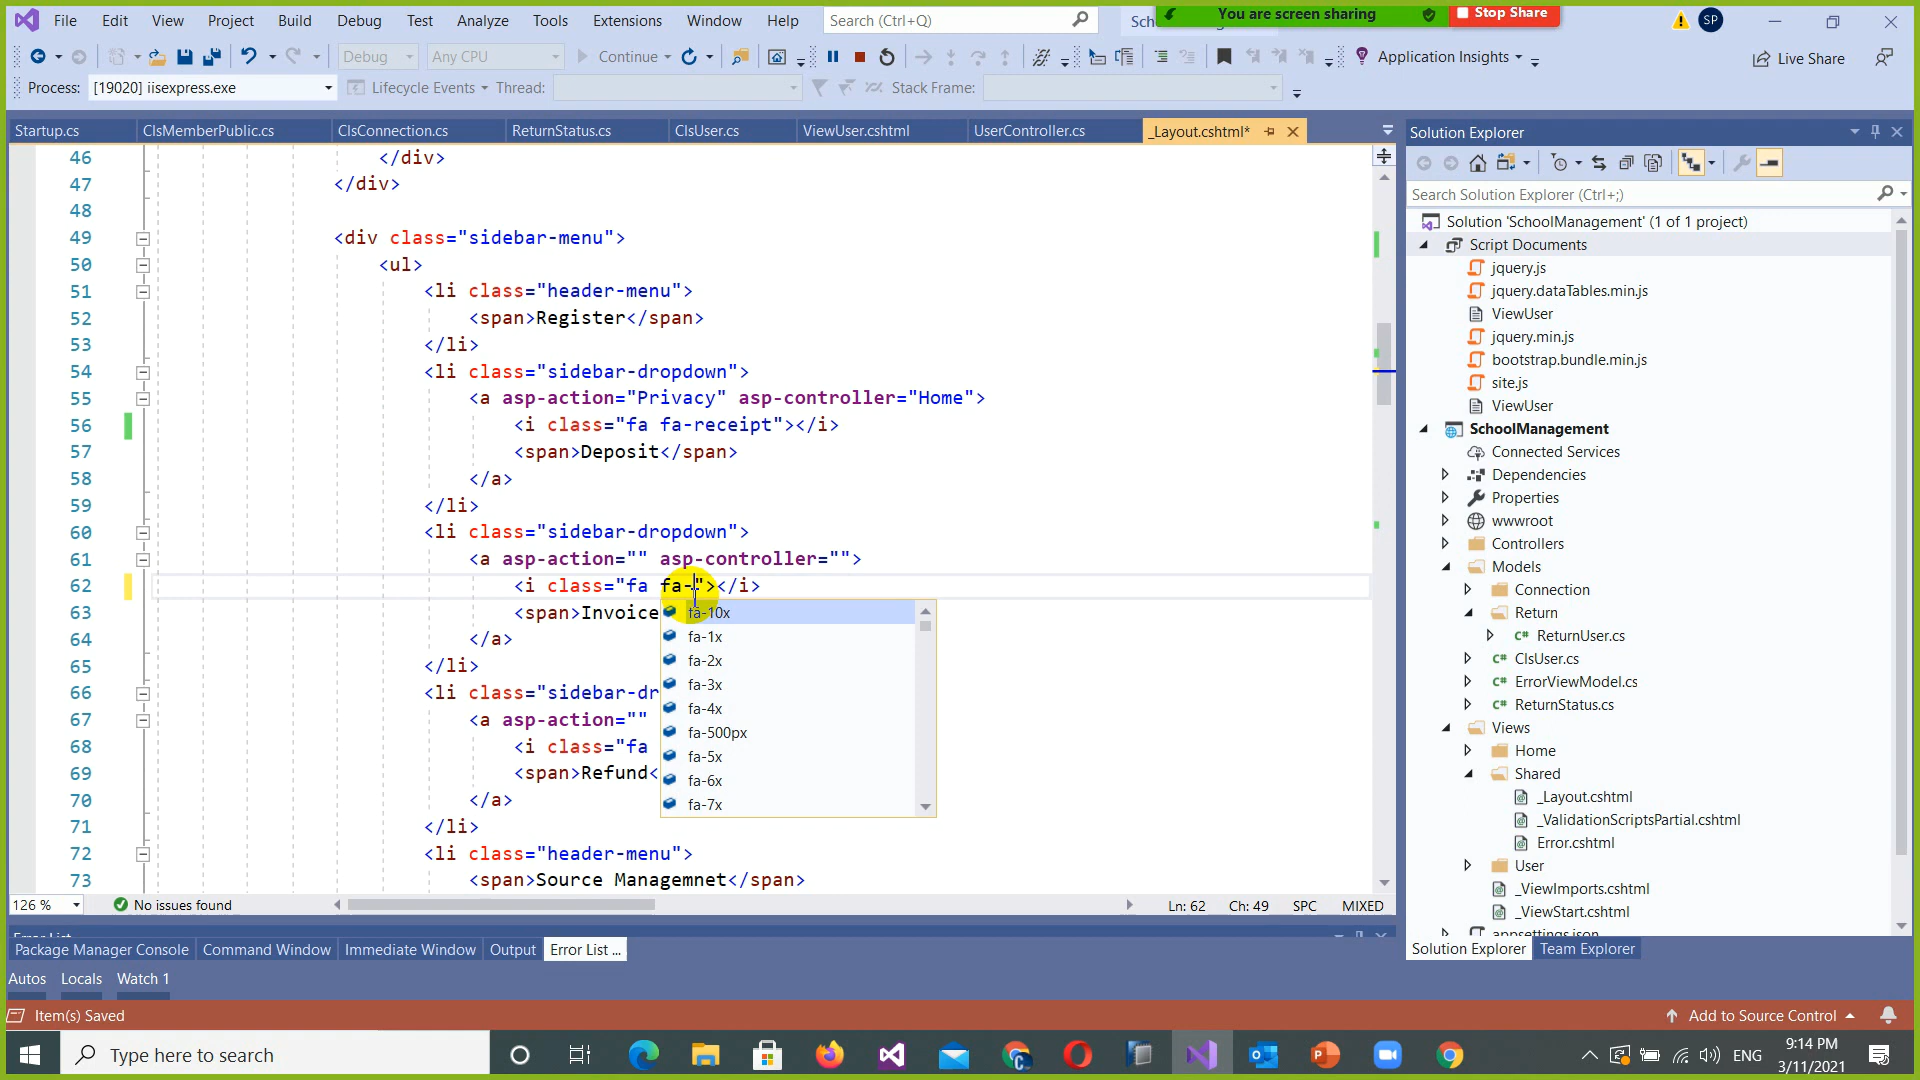 File Edit View Project Build Debug Test Analyze Tools Extensions Window Help Search (Ctrl+Q) You are screen sharing Stop Share SP
Debug Any CPU Continue Application Insights Live Share
Process: [19020] iisexpress.exe Lifecycle Events Thread: Stack Frame:
Startup.cs ClsMemberPublic.cs ClsConnection.cs ReturnStatus.cs ClsUser.cs ViewUser.cshtml UserController.cs _Layout.cshtml*
46 </div>
47 </div>
48
49 <div class="sidebar-menu">
50 <ul>
51 <li class="header-menu">
52 <span>Register</span>
53 </li>
54 <li class="sidebar-dropdown">
55 <a asp-action="Privacy" asp-controller="Home">
56 <i class="fa fa-receipt"></i>
57 <span>Deposit</span>
58 </a>
59 </li>
60 <li class="sidebar-dropdown">
61 <a asp-action="" asp-controller="">
62 <i class="fa fa-"></i>
63 <span>Invoice
64 </a>
65 </li>
66 <li class="sidebar-dr
67 <a asp-action=""
68 <i class="fa
69 <span>Refund<
70 </a>
71 </li>
72 <li class="header-menu">
73 <span>Source Managemnet</span>
fa-10x
fa-1x
fa-2x
fa-3x
fa-4x
fa-500px
fa-5x
fa-6x
fa-7x
126 % No issues found Ln: 62 Ch: 49 SPC MIXED
Error List
Package Manager Console Command Window Immediate Window Output Error List ...
Autos Locals Watch 1
Item(s) Saved Add to Source Control
Solution Explorer
Search Solution Explorer (Ctrl+;)
Solution 'SchoolManagement' (1 of 1 project)
Script Documents
jquery.js
jquery.dataTables.min.js
ViewUser
jquery.min.js
bootstrap.bundle.min.js
site.js
ViewUser
SchoolManagement
Connected Services
Dependencies
Properties
wwwroot
Controllers
Models
Connection
Return
C# ReturnUser.cs
C# ClsUser.cs
C# ErrorViewModel.cs
C# ReturnStatus.cs
Views
Home
Shared
_Layout.cshtml
_ValidationScriptsPartial.cshtml
Error.cshtml
User
_ViewImports.cshtml
_ViewStart.cshtml
appsettings.json
Solution Explorer Team Explorer
Type here to search
ENG 9:14 PM
3/11/2021